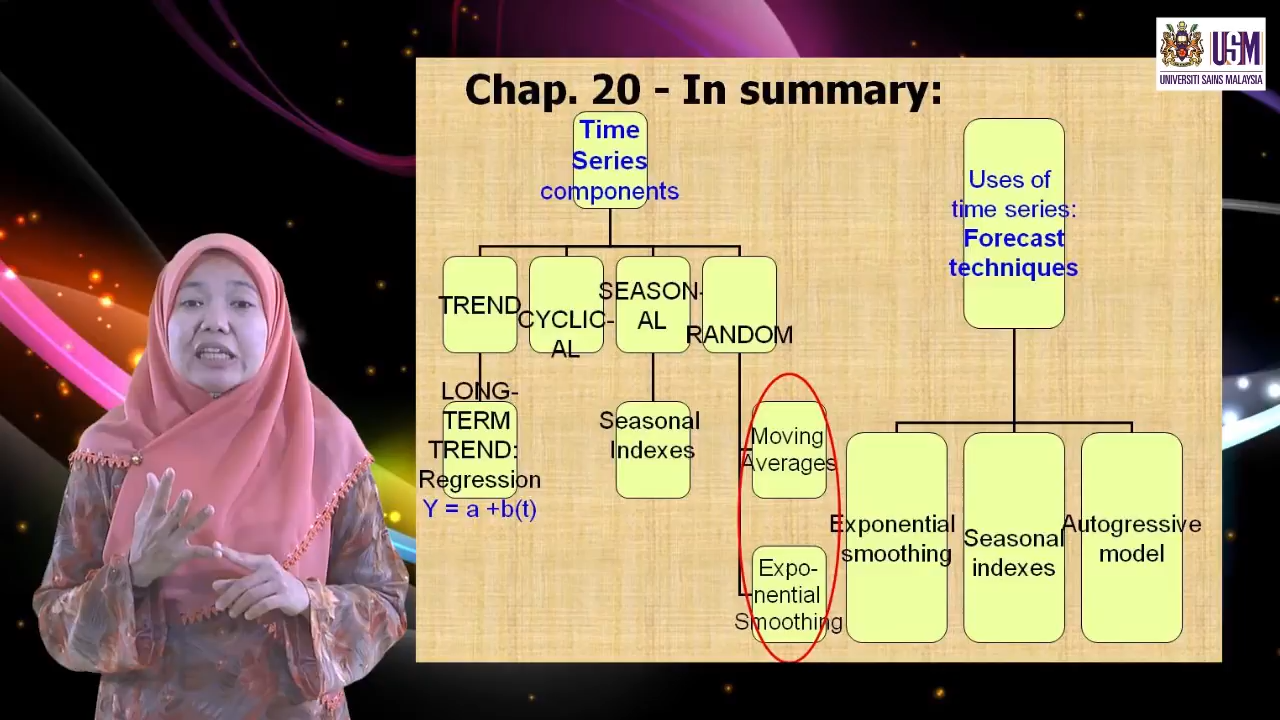 USM
UNIVERSITI SAINS MALAYSIA
Chap. 20 - In summary:
Time
Series
components
TREND
CYCLIC-
AL
SEASON-
AL
RANDOM
LONG-
TERM
TREND:
Regression
Y = a +b(t)
Seasonal
Indexes
Moving
Averages
Expo-
nential
Smoothing
Uses of
time series:
Forecast
techniques
Exponential
smoothing
Seasonal
indexes
Autogressive
model